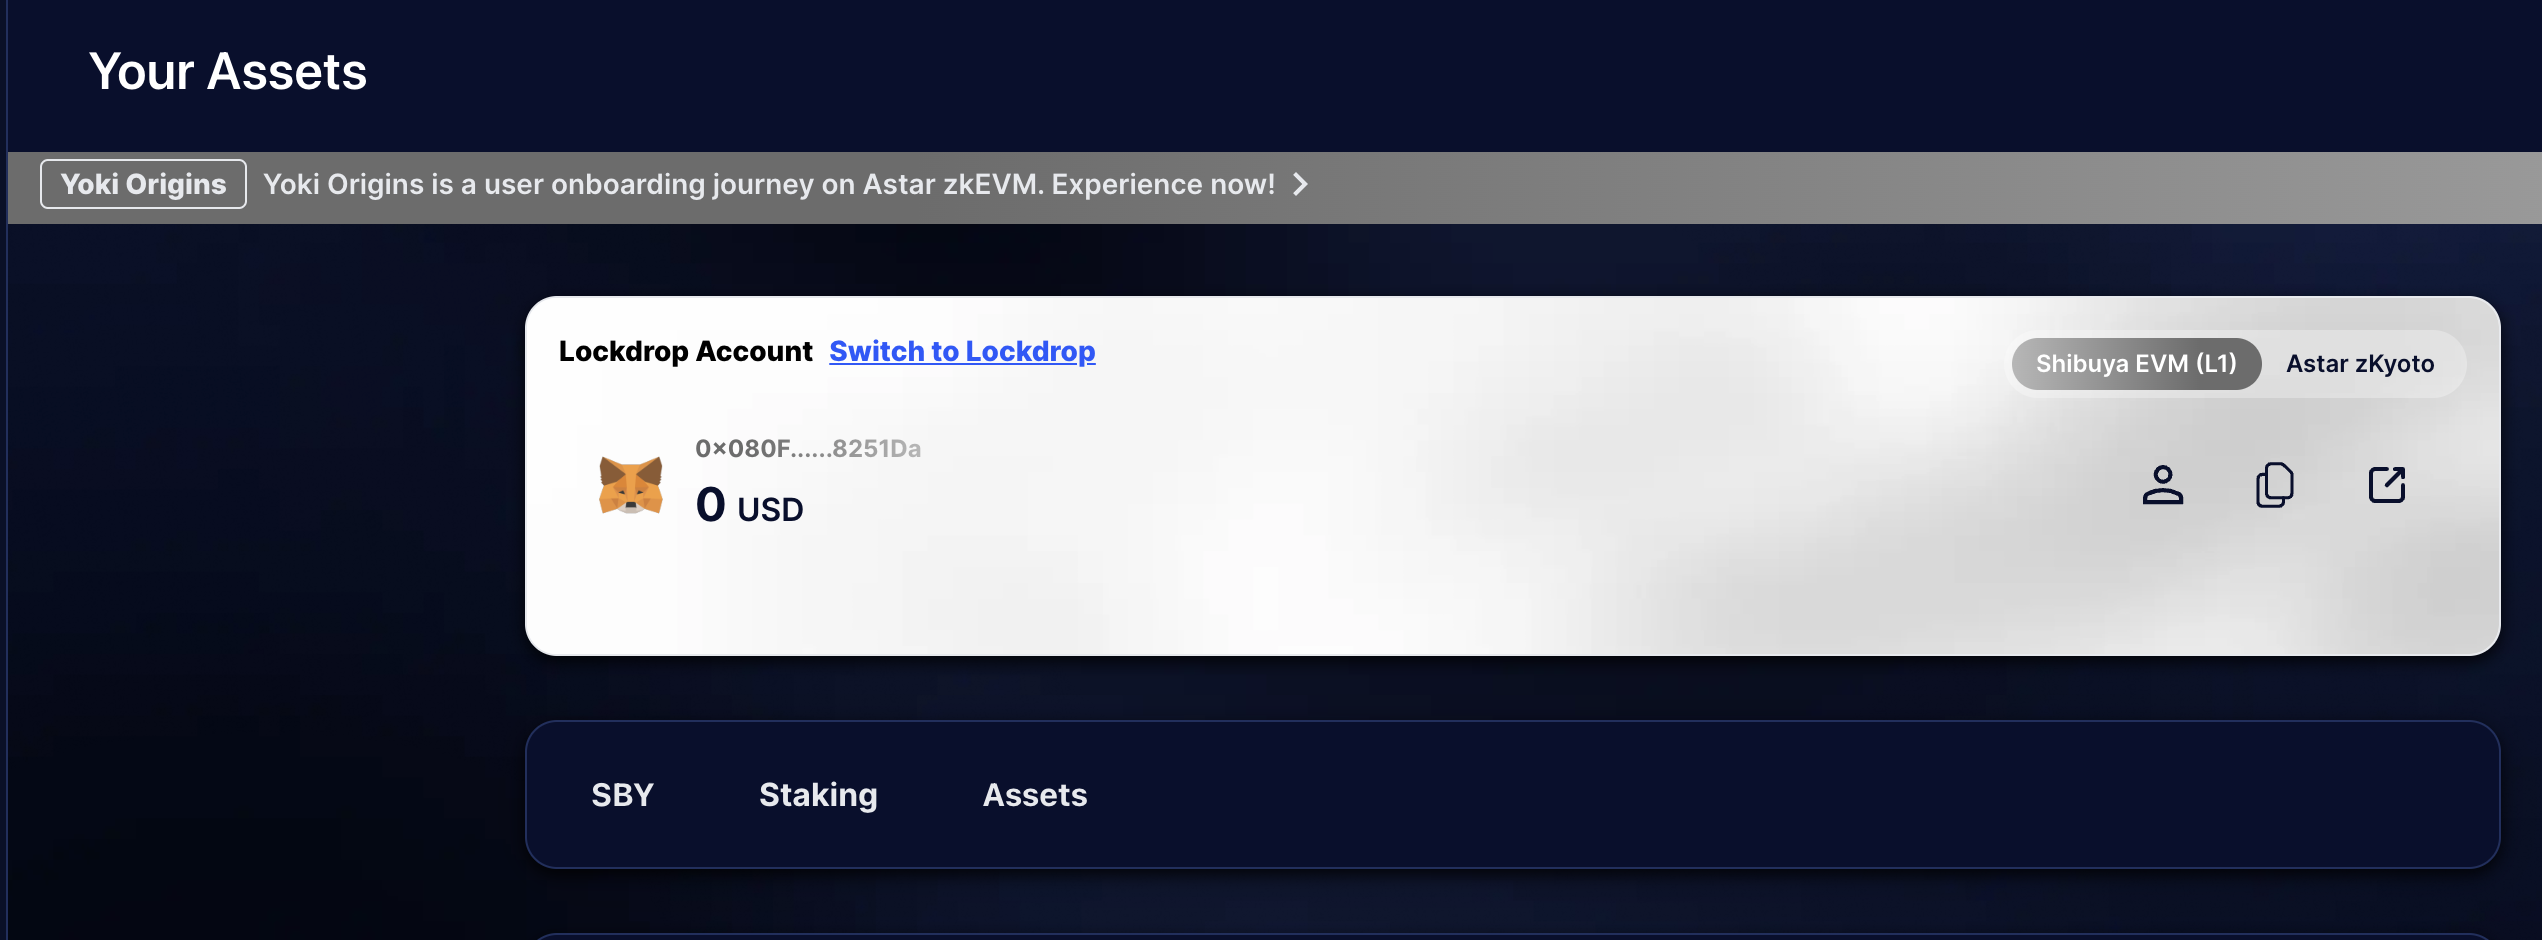 Your Assets
Yoki Origins Yoki Origins is a user onboarding journey on Astar zkEVM. Experience now!
Lockdrop Account Switch to Lockdrop
Shibuya EVM (L1) Astar zKyoto
0×080F......8251Da
0 USD
SBY Staking Assets